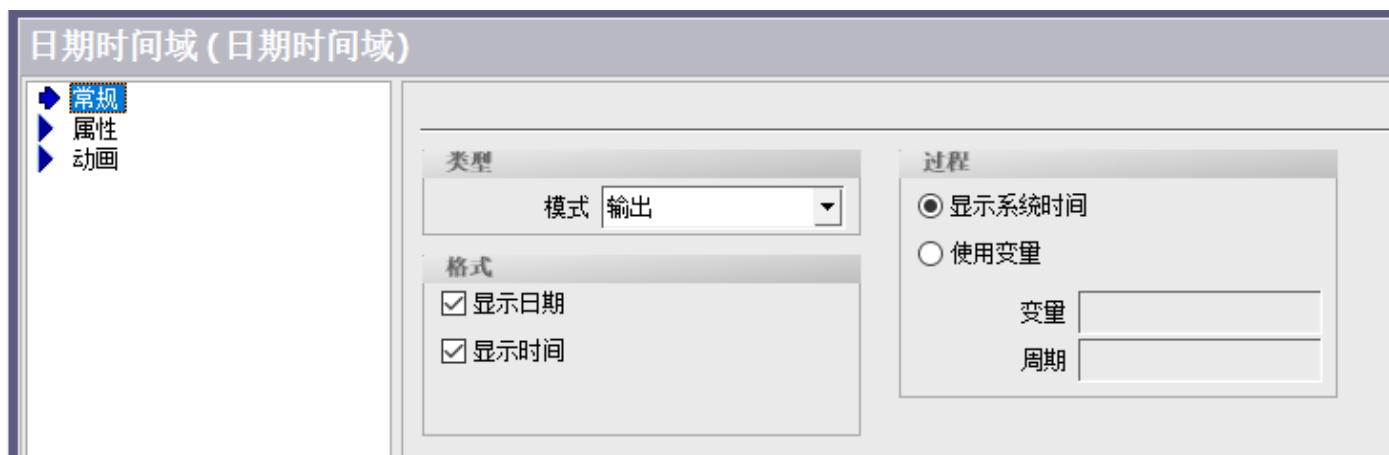 日期时间域(日期时间域)
常规
属性
动画
类型
模式 输出
格式
显示日期
显示时间
过程
显示系统时间
使用变量
变量
周期